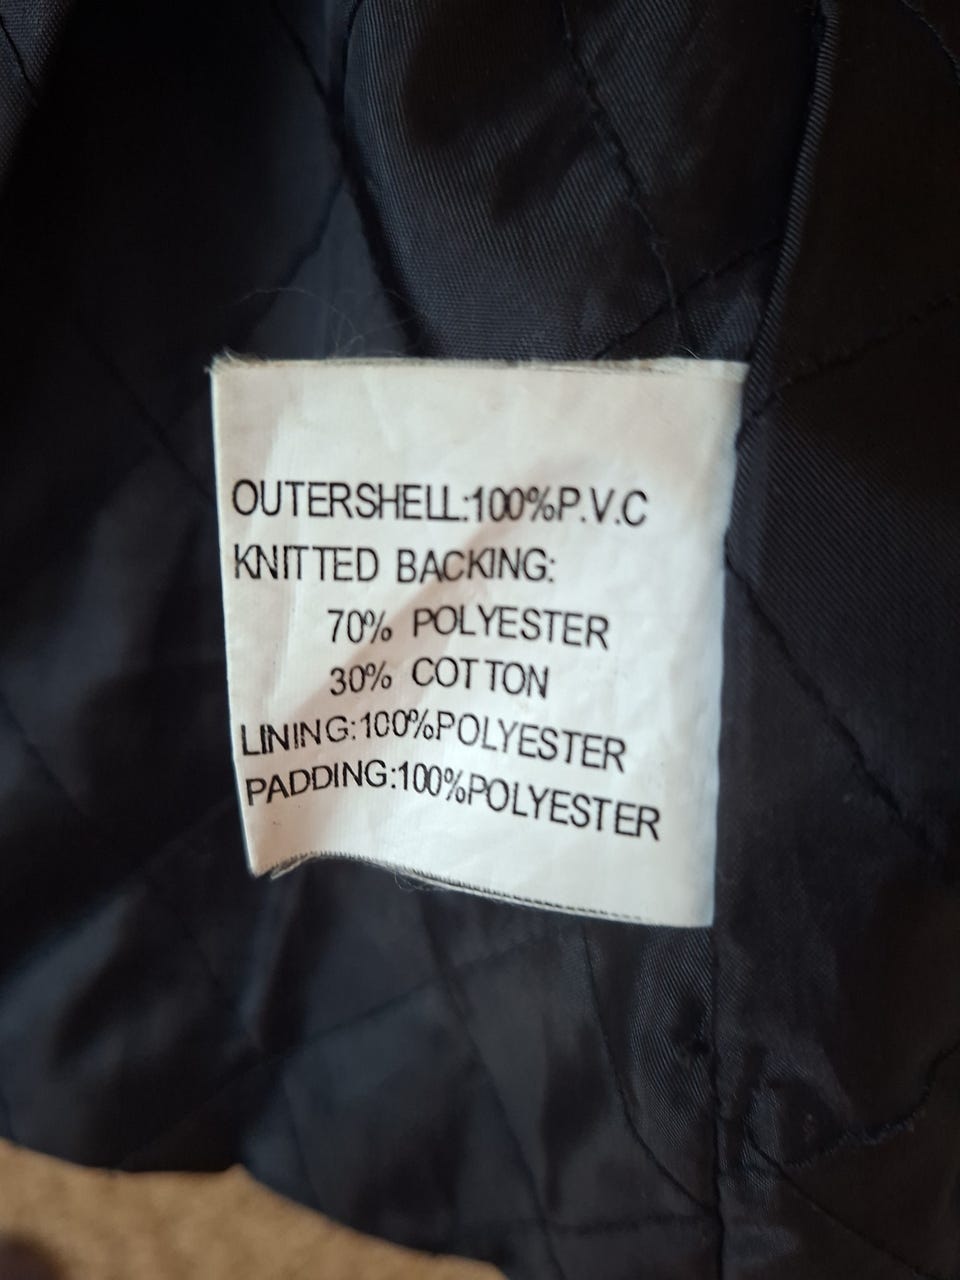 OUTERSHELL:100%P.V.C
KNITTED BACKING:
70% POLYESTER
30% COTTON
LINING:100%POLYESTER
PADDING:100%POLYESTER